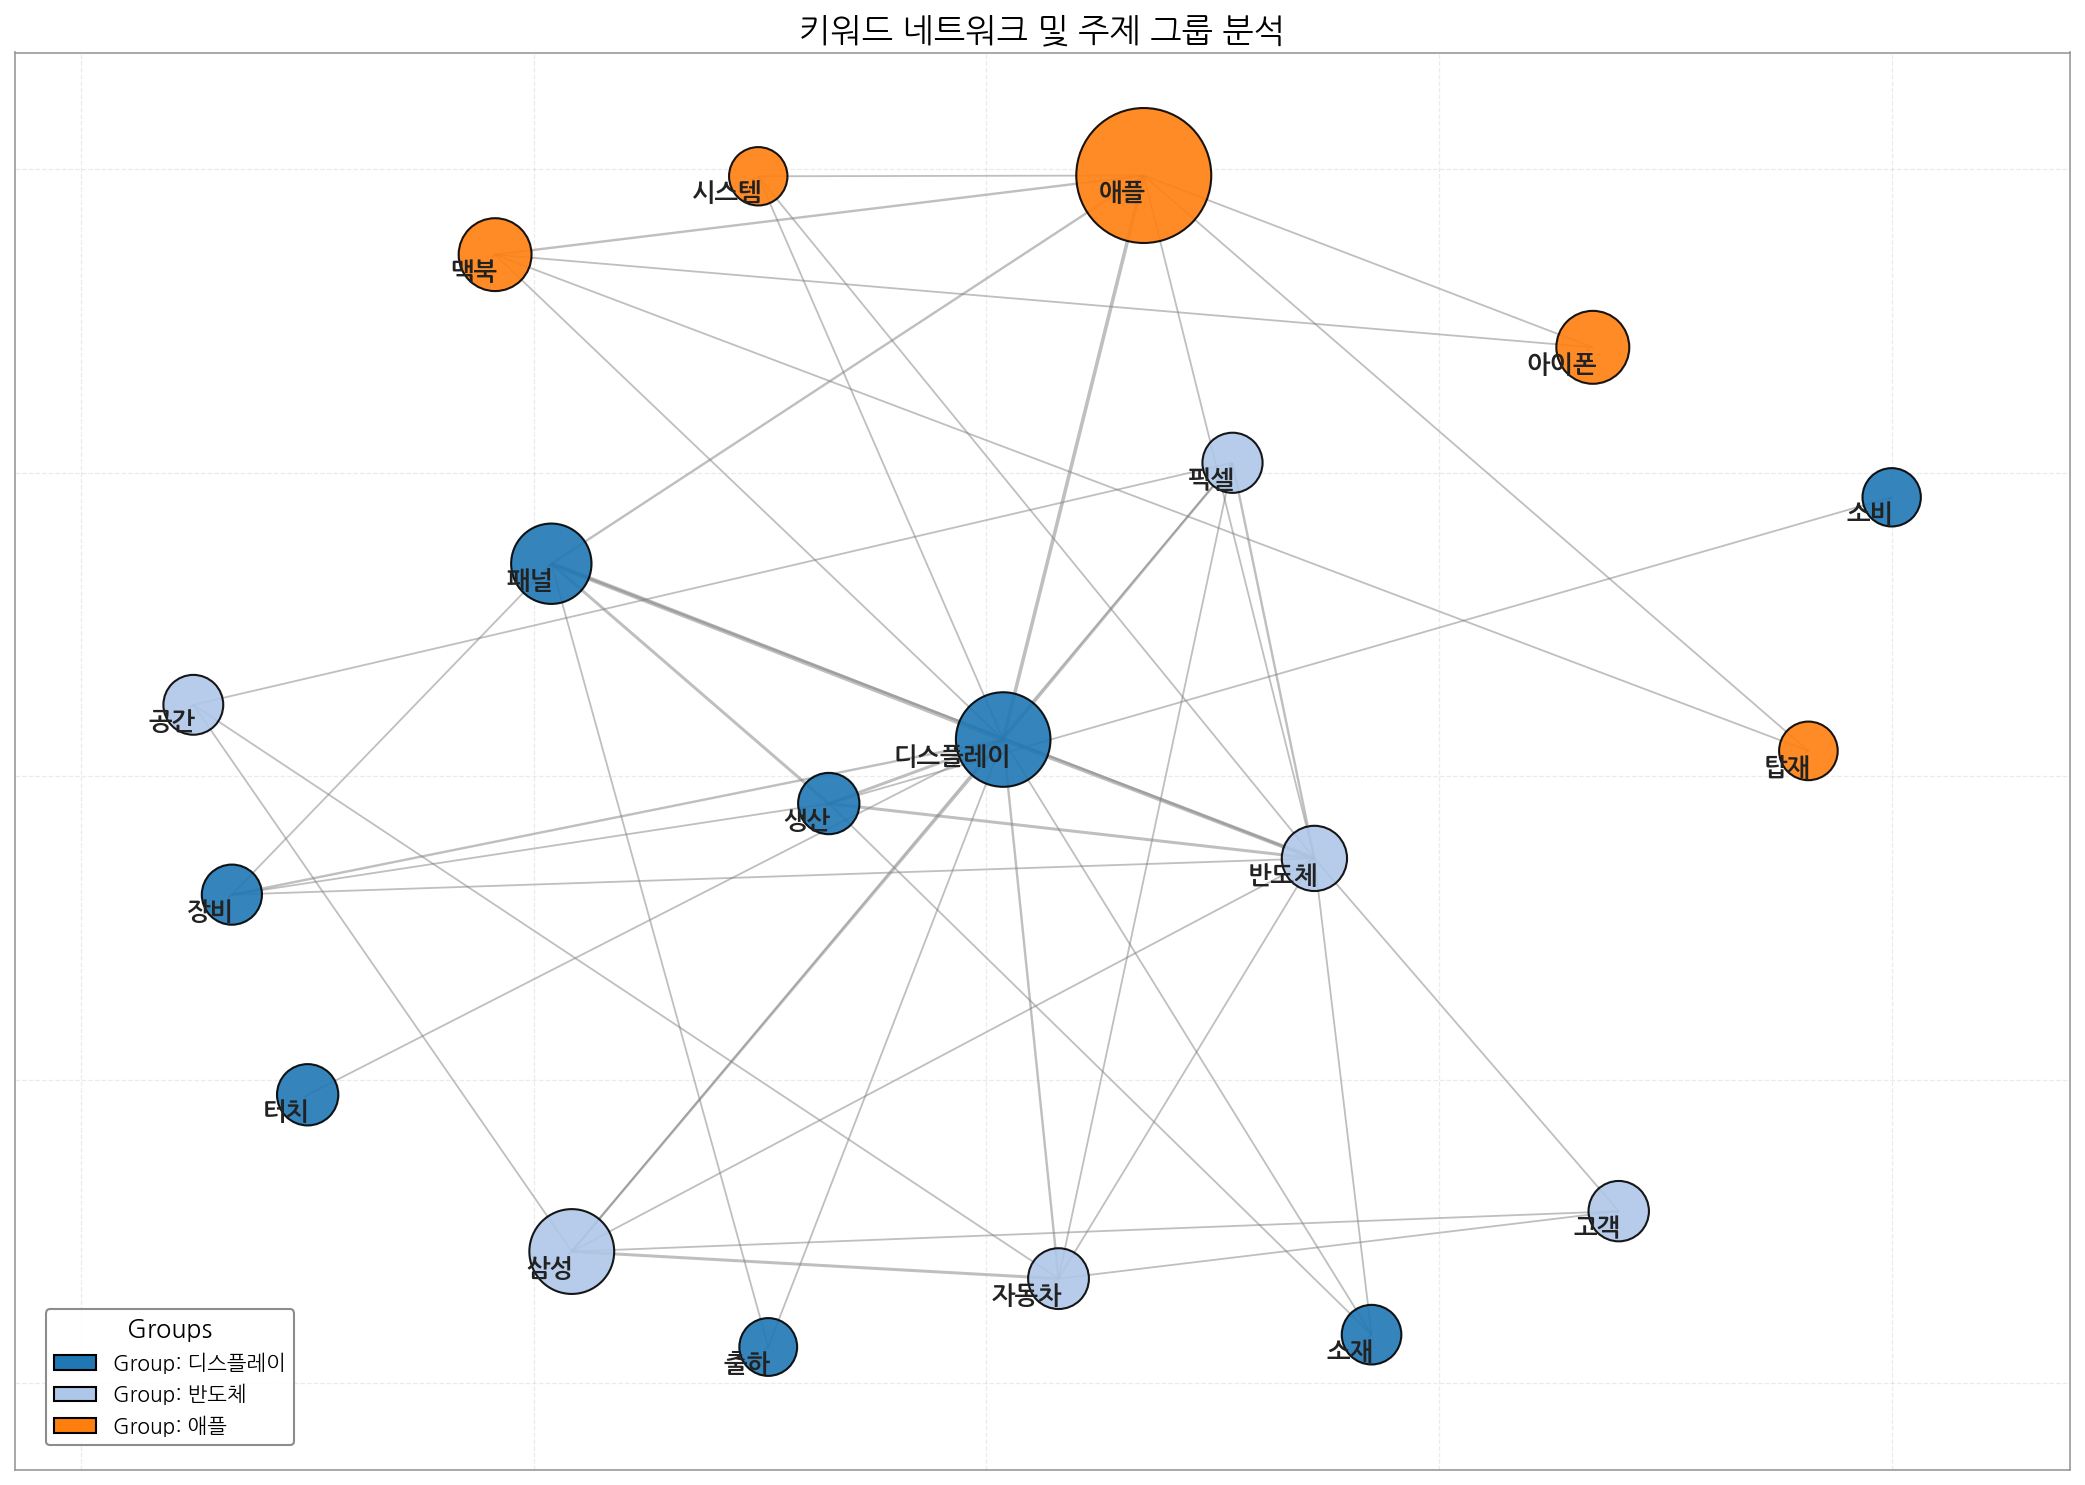 키워드 네트워크 및 주제 그룹 분석
시스템
애플
맥북
아이폰
픽셀
소비
패널
공간
디스플레이
탑재
생산
반도체
장비
터치
고객
삼성
자동차
출하
소재
Groups
Group: 디스플레이
Group: 반도체
Group: 애플